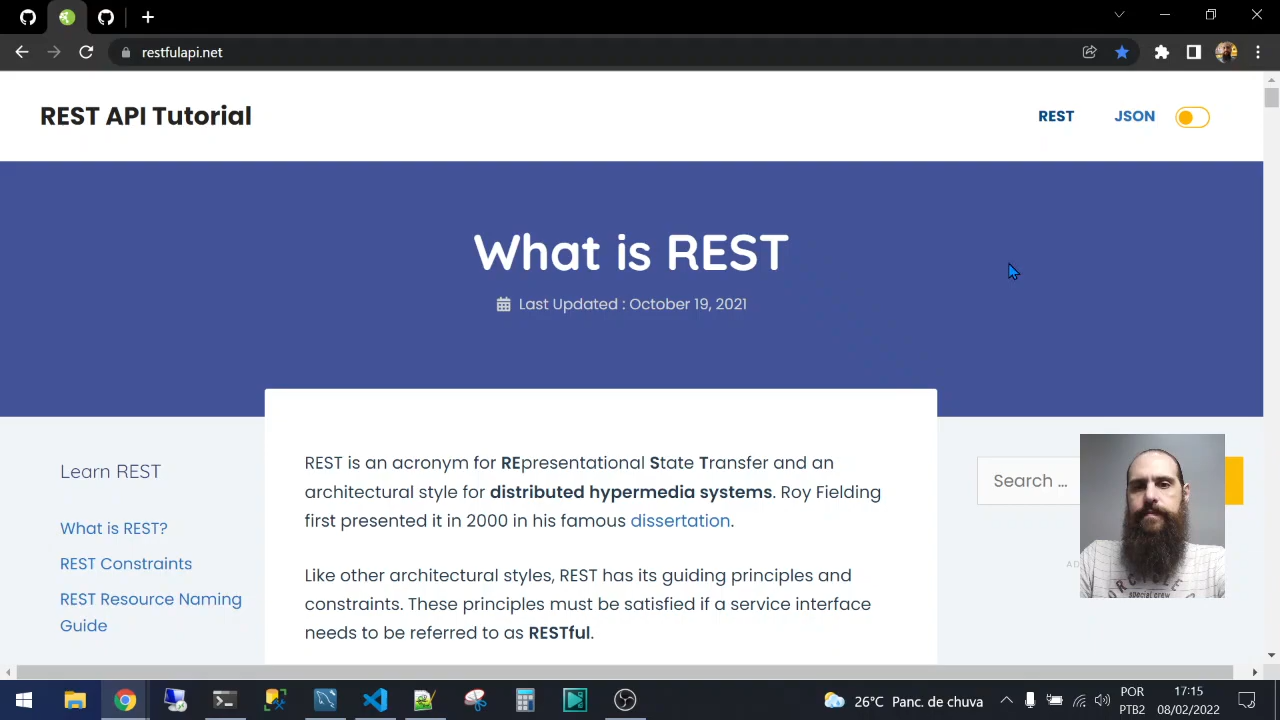 restfulapi.net
REST API Tutorial
REST
JSON
What is REST
Last Updated : October 19, 2021
REST is an acronym for REpresentational State Transfer and an
architectural style for distributed hypermedia systems. Roy Fielding
first presented it in 2000 in his famous dissertation.
Like other architectural styles, REST has its guiding principles and
constraints. These principles must be satisfied if a service interface
needs to be referred to as RESTful.
Learn REST
What is REST?
REST Constraints
REST Resource Naming
Guide
Search ...
special crew
26°C Panc. de chuva
POR
PTB2
17:15
08/02/2022